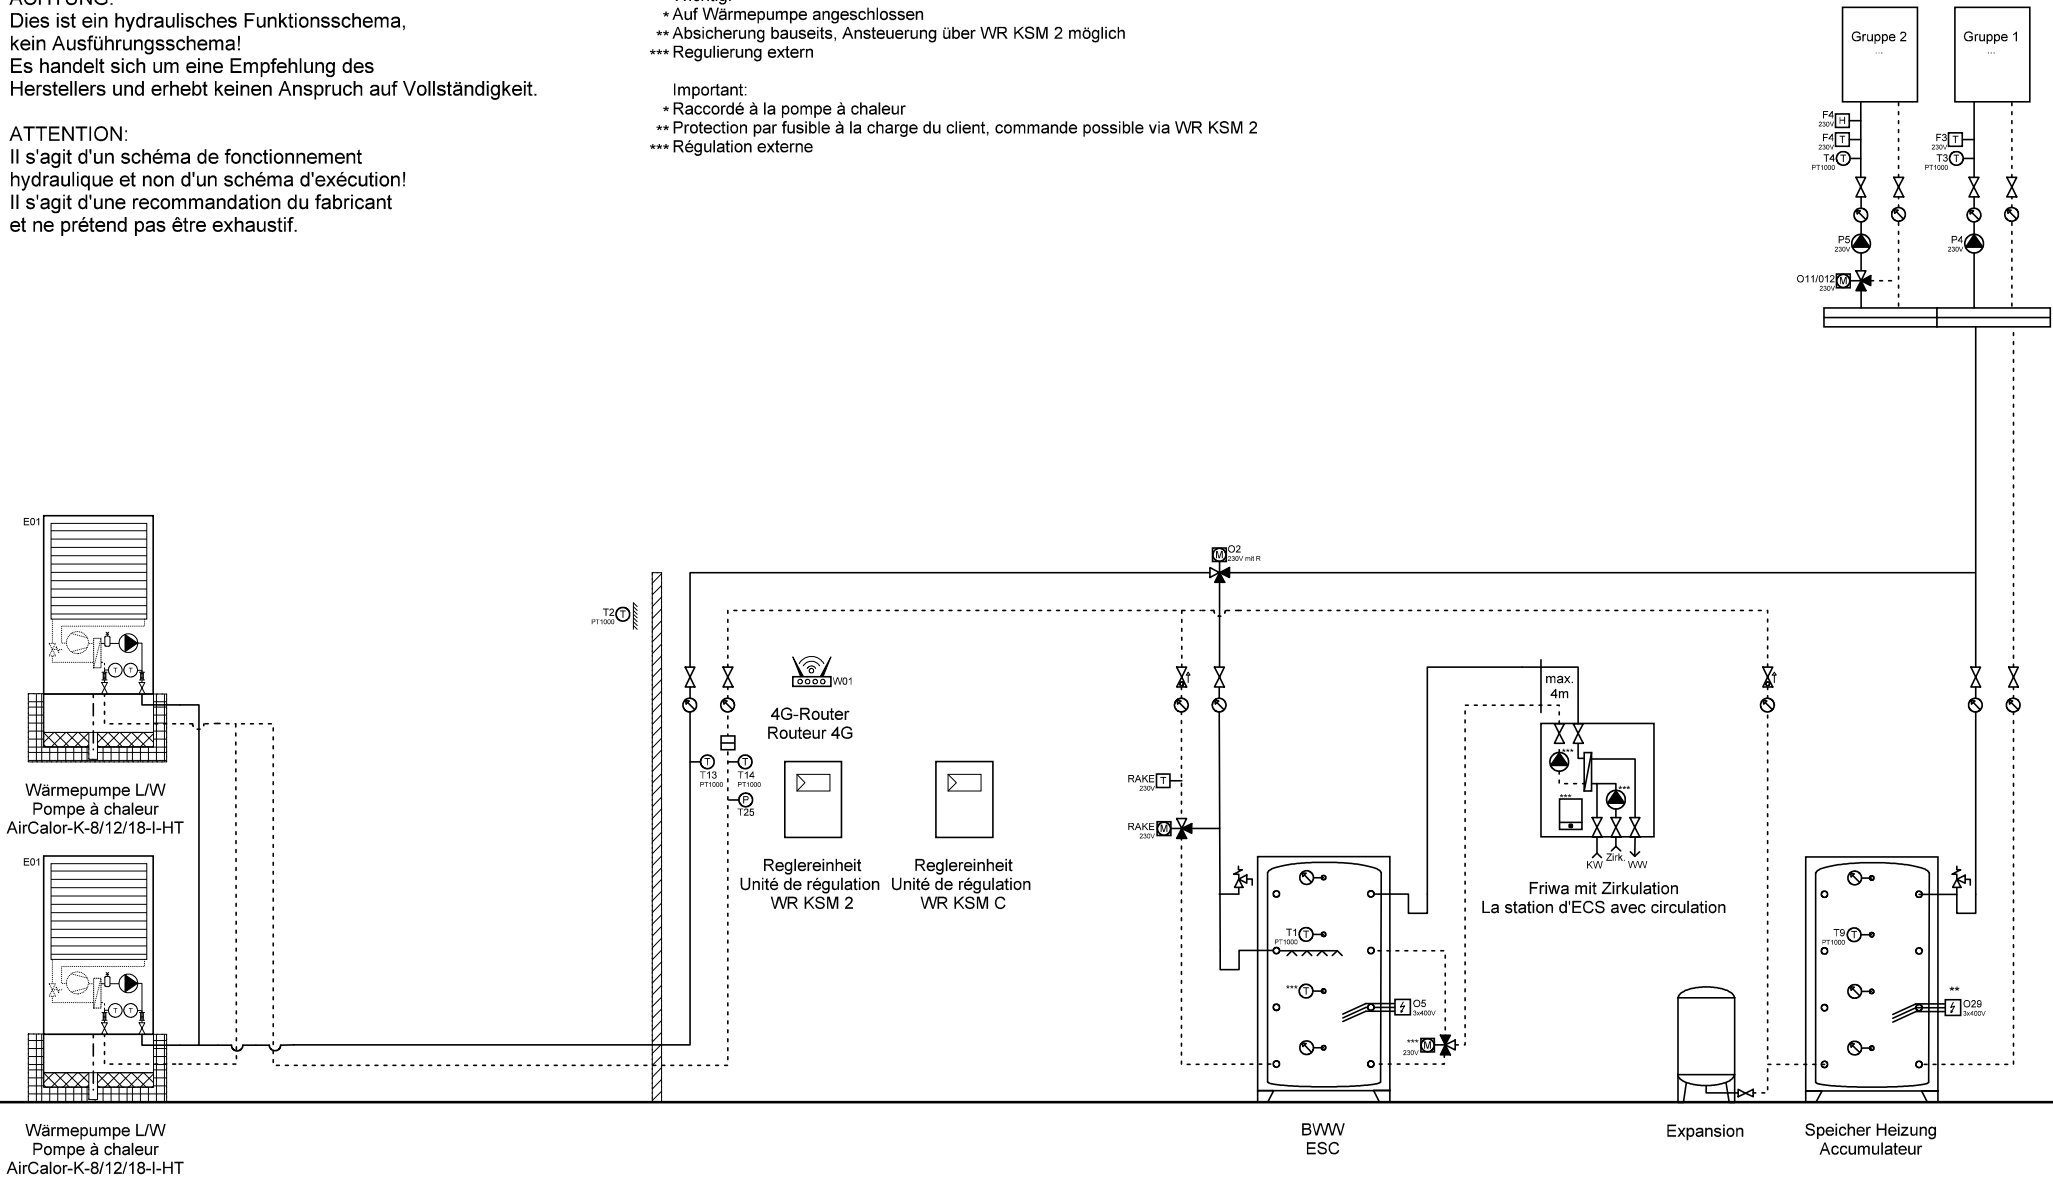 ACHTUNG:
Dies ist ein hydraulisches Funktionsschema,
kein Ausführungsschema!
Es handelt sich um eine Empfehlung des
Herstellers und erhebt keinen Anspruch auf Vollständigkeit.
ATTENTION:
Il s'agit d'un schéma de fonctionnement
hydraulique et non d'un schéma d'exécution!
Il s'agit d'une recommandation du fabricant
et ne prétend pas être exhaustif.
Wichtig:
* Auf Wärmepumpe angeschlossen
** Absicherung bauseits, Ansteuerung über WR KSM 2 möglich
*** Regulierung extern
Important:
* Raccordé à la pompe à chaleur
** Protection par fusible à la charge du client, commande possible via WR KSM 2
*** Régulation externe
Gruppe 2
...
Gruppe 1
...
F4
230V
H
F4
230V
T
T4
PT1000
T
F3
230V
T
T3
PT1000
T
P5
230V
P4
230V
O11/012
230V
M
E01
T
T
Wärmepumpe L/W
Pompe à chaleur
AirCalor-K-8/12/18-I-HT
E01
T
T
Wärmepumpe L/W
Pompe à chaleur
AirCalor-K-8/12/18-I-HT
T2
PT1000
T
T
T13
PT1000
T
T14
PT1000
P
T25
W01
4G-Router
Routeur 4G
Reglereinheit
Unité de régulation
WR KSM 2
Reglereinheit
Unité de régulation
WR KSM C
M
O2
230V mit R
RAKE
230V
T
RAKE
230V
M
T1
PT1000
T
***
T
O5
3x400V
***
230V
M
BWW
ESC
max.
4m
***
***
***
KW
Zirk.
WW
Friwa mit Zirkulation
La station d'ECS avec circulation
Expansion
T9
PT1000
T
**
O29
3x400V
Speicher Heizung
Accumulateur